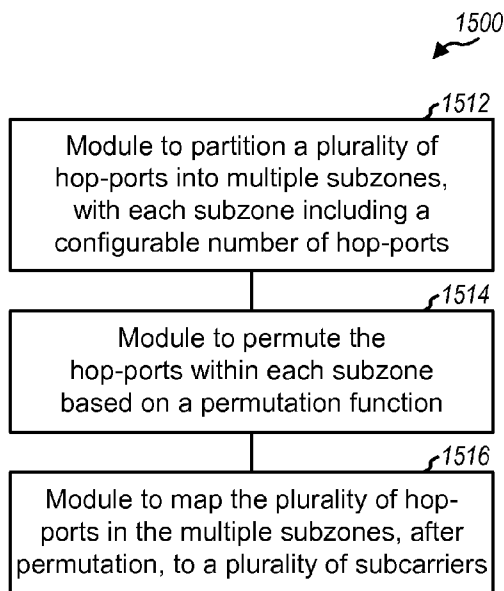 1500
1512
Module to partition a plurality of
hop-ports into multiple subzones,
with each subzone including a
configurable number of hop-ports
1514
Module to permute the
hop-ports within each subzone
based on a permutation function
1516
Module to map the plurality of hop-
ports in the multiple subzones, after
permutation, to a plurality of subcarriers